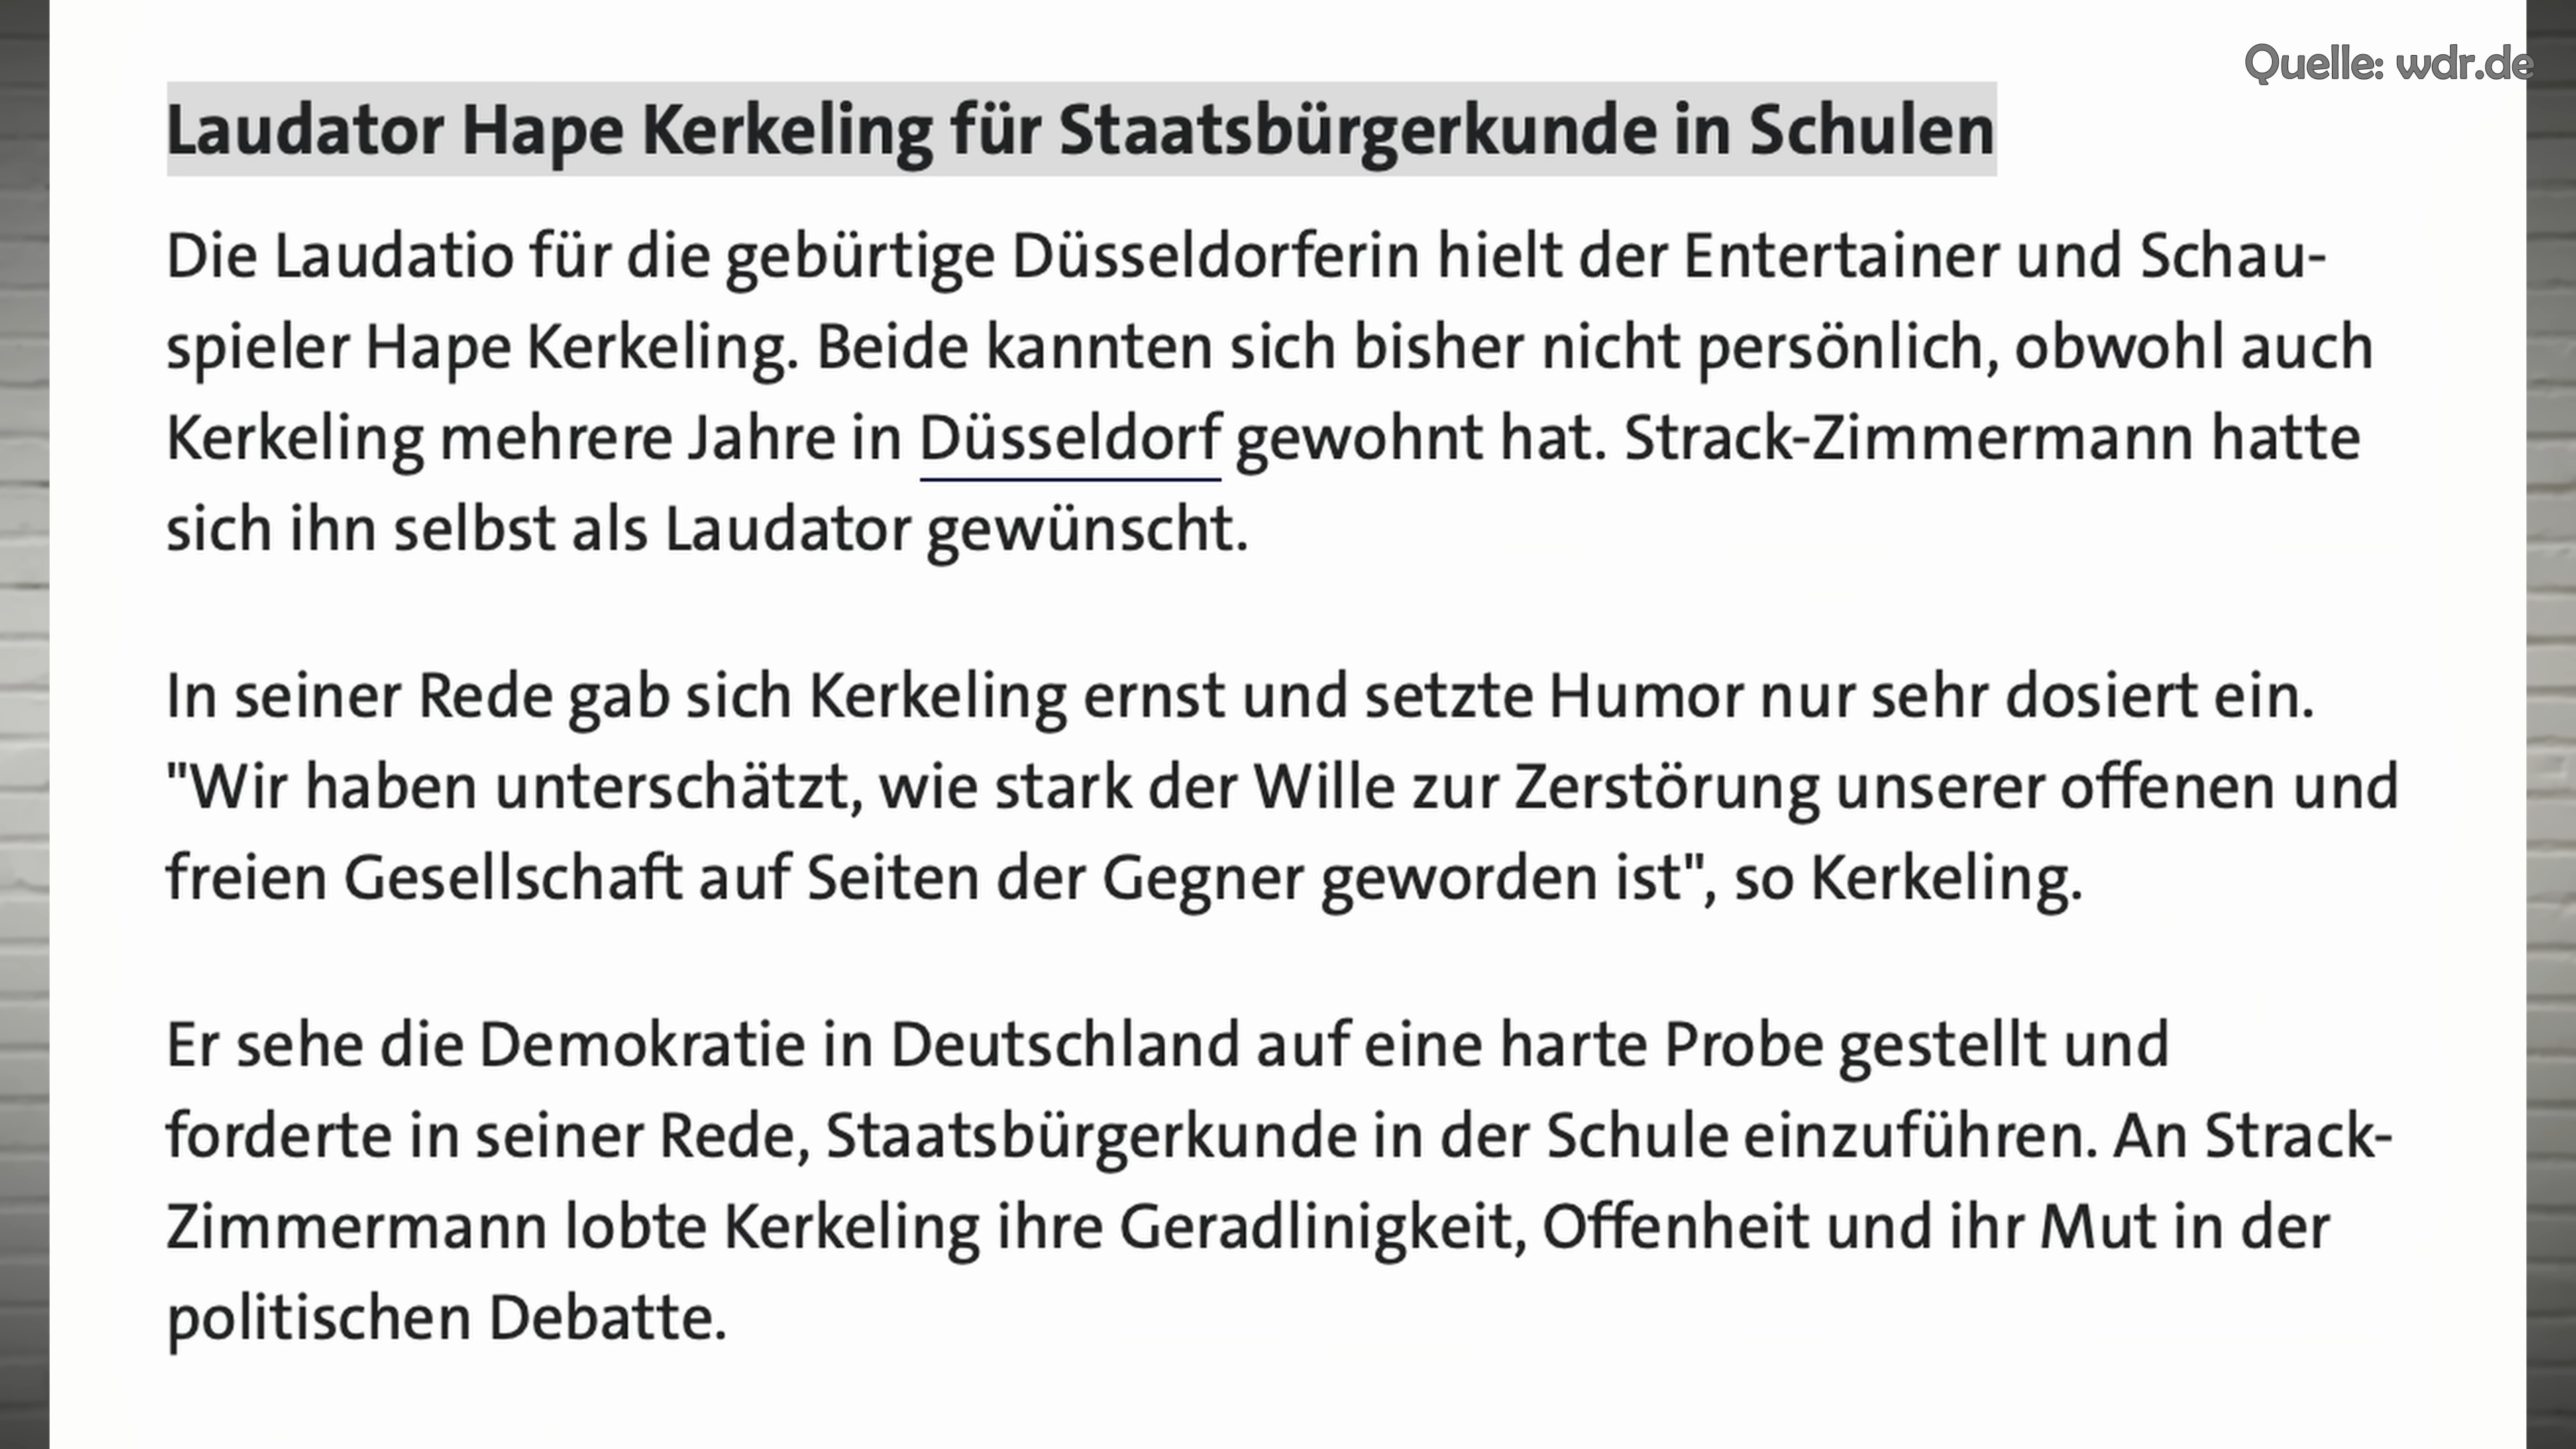 Quelle: wdr.de
Laudator Hape Kerkeling für Staatsbürgerkunde in Schulen
Die Laudatio für die gebürtige Düsseldorferin hielt der Entertainer und Schau-
spieler Hape Kerkeling. Beide kannten sich bisher nicht persönlich, obwohl auch
Kerkeling mehrere Jahre in Düsseldorf gewohnt hat. Strack-Zimmermann hatte
sich ihn selbst als Laudator gewünscht.
In seiner Rede gab sich Kerkeling ernst und setzte Humor nur sehr dosiert ein.
"Wir haben unterschätzt, wie stark der Wille zur Zerstörung unserer offenen und
freien Gesellschaft auf Seiten der Gegner geworden ist", so Kerkeling.
Er sehe die Demokratie in Deutschland auf eine harte Probe gestellt und
forderte in seiner Rede, Staatsbürgerkunde in der Schule einzuführen. An Strack-
Zimmermann lobte Kerkeling ihre Geradlinigkeit, Offenheit und ihr Mut in der
politischen Debatte.